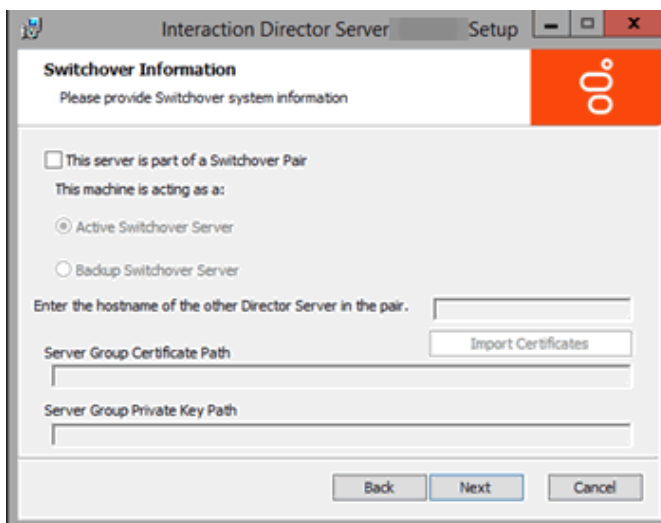 Interaction Director Server Setup
Switchover Information
Please provide Switchover system information
This server is part of a Switchover Pair
This machine is acting as a:
Active Switchover Server
Backup Switchover Server
Enter the hostname of the other Director Server in the pair.
Import Certificates
Server Group Certificate Path
Server Group Private Key Path
Back Next Cancel